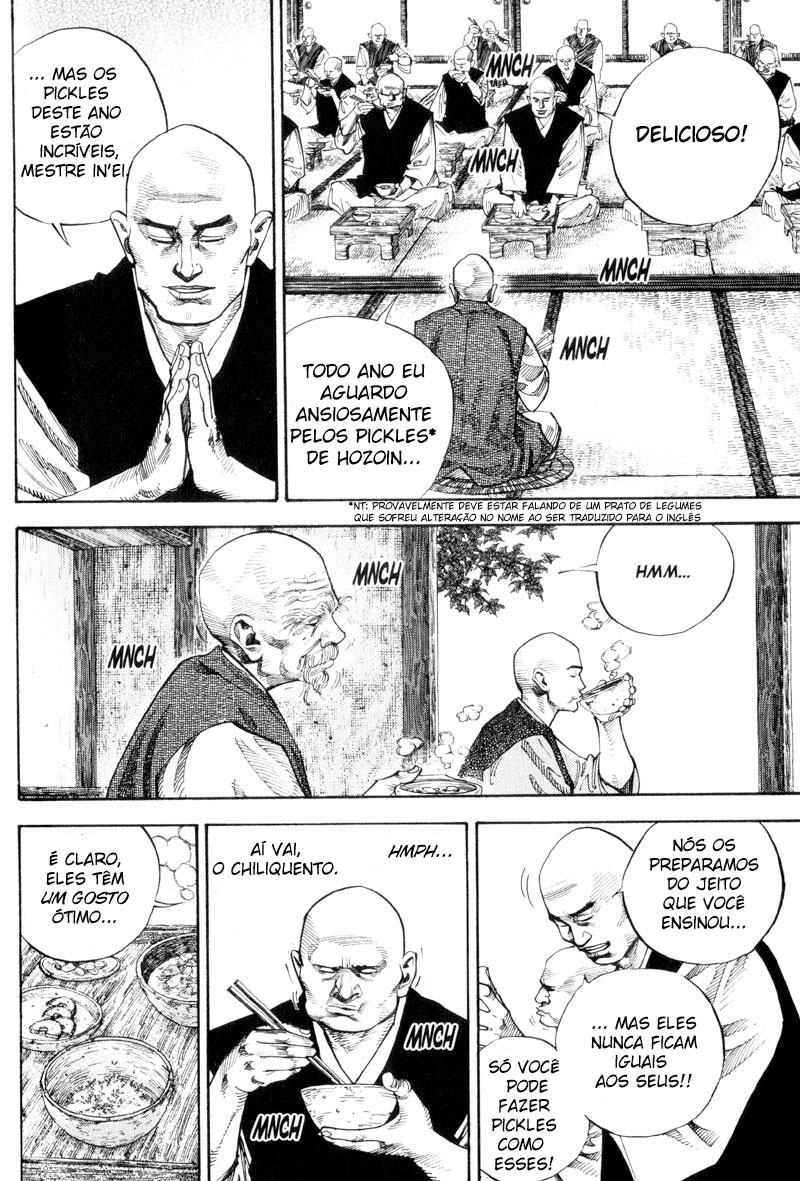 ... MAS OS
PICKLES
DESTE ANO
ESTÃO
INCRÍVEIS,
MESTRE IN'EI.
MNCH
DELICIOSO!
MNCH
MNCH
MNCH
TODO ANO EU
AGUARDO
ANSIOSAMENTE
PELOS PICKLES*
DE HOZOIN...
*NT: PROVAVELMENTE DEVE ESTAR FALANDO DE UM PRATO DE LEGUMES
QUE SOFREU ALTERAÇÃO NO NOME AO SER TRADUZIDO PARA O INGLÊS
MNCH
MNCH
HMM...
É CLARO,
ELES TÊM
UM GOSTO
ÓTIMO...
AÍ VAI,
O CHILIQUENTO.
HMPH...
MNCH
MNCH
NÓS OS
PREPARAMOS
DO JEITO
QUE VOCÊ
ENSINOU...
... MAS ELES
NUNCA FICAM
IGUAIS
AOS SEUS!!
SÓ VOCÊ
PODE
FAZER
PICKLES
COMO
ESSES!